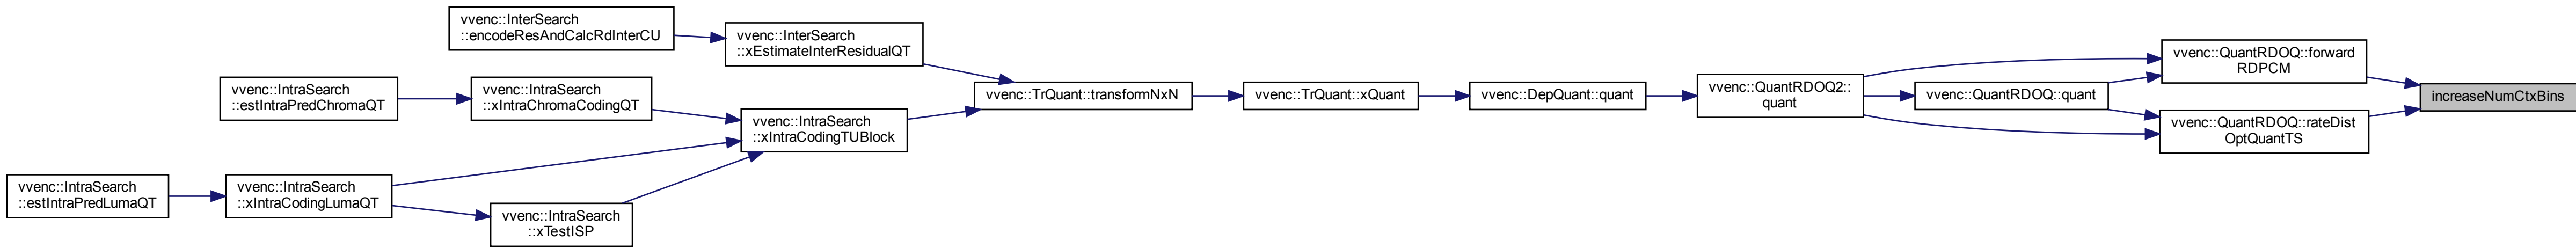 vvenc::InterSearch
::encodeResAndCalcRdInterCU
vvenc::InterSearch
::xEstimateInterResidualQT
vvenc::IntraSearch
::estIntraPredChromaQT
vvenc::IntraSearch
::xIntraChromaCodingQT
vvenc::IntraSearch
::xIntraCodingTUBlock
vvenc::IntraSearch
::estIntraPredLumaQT
vvenc::IntraSearch
::xIntraCodingLumaQT
vvenc::IntraSearch
::xTestISP
vvenc::TrQuant::transformNxN
vvenc::TrQuant::xQuant
vvenc::DepQuant::quant
vvenc::QuantRDOQ2::
quant
vvenc::QuantRDOQ::quant
vvenc::QuantRDOQ::forward
RDPCM
vvenc::QuantRDOQ::rateDist
OptQuantTS
increaseNumCtxBins